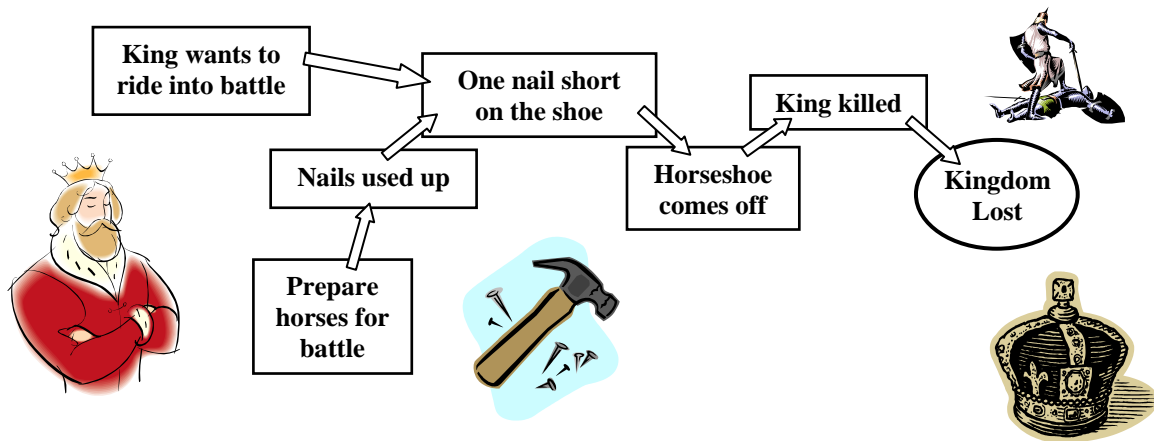 King wants to
ride into battle
One nail short
on the shoe
King killed
Nails used up
Horseshoe
comes off
Kingdom
Lost
Prepare
horses for
battle